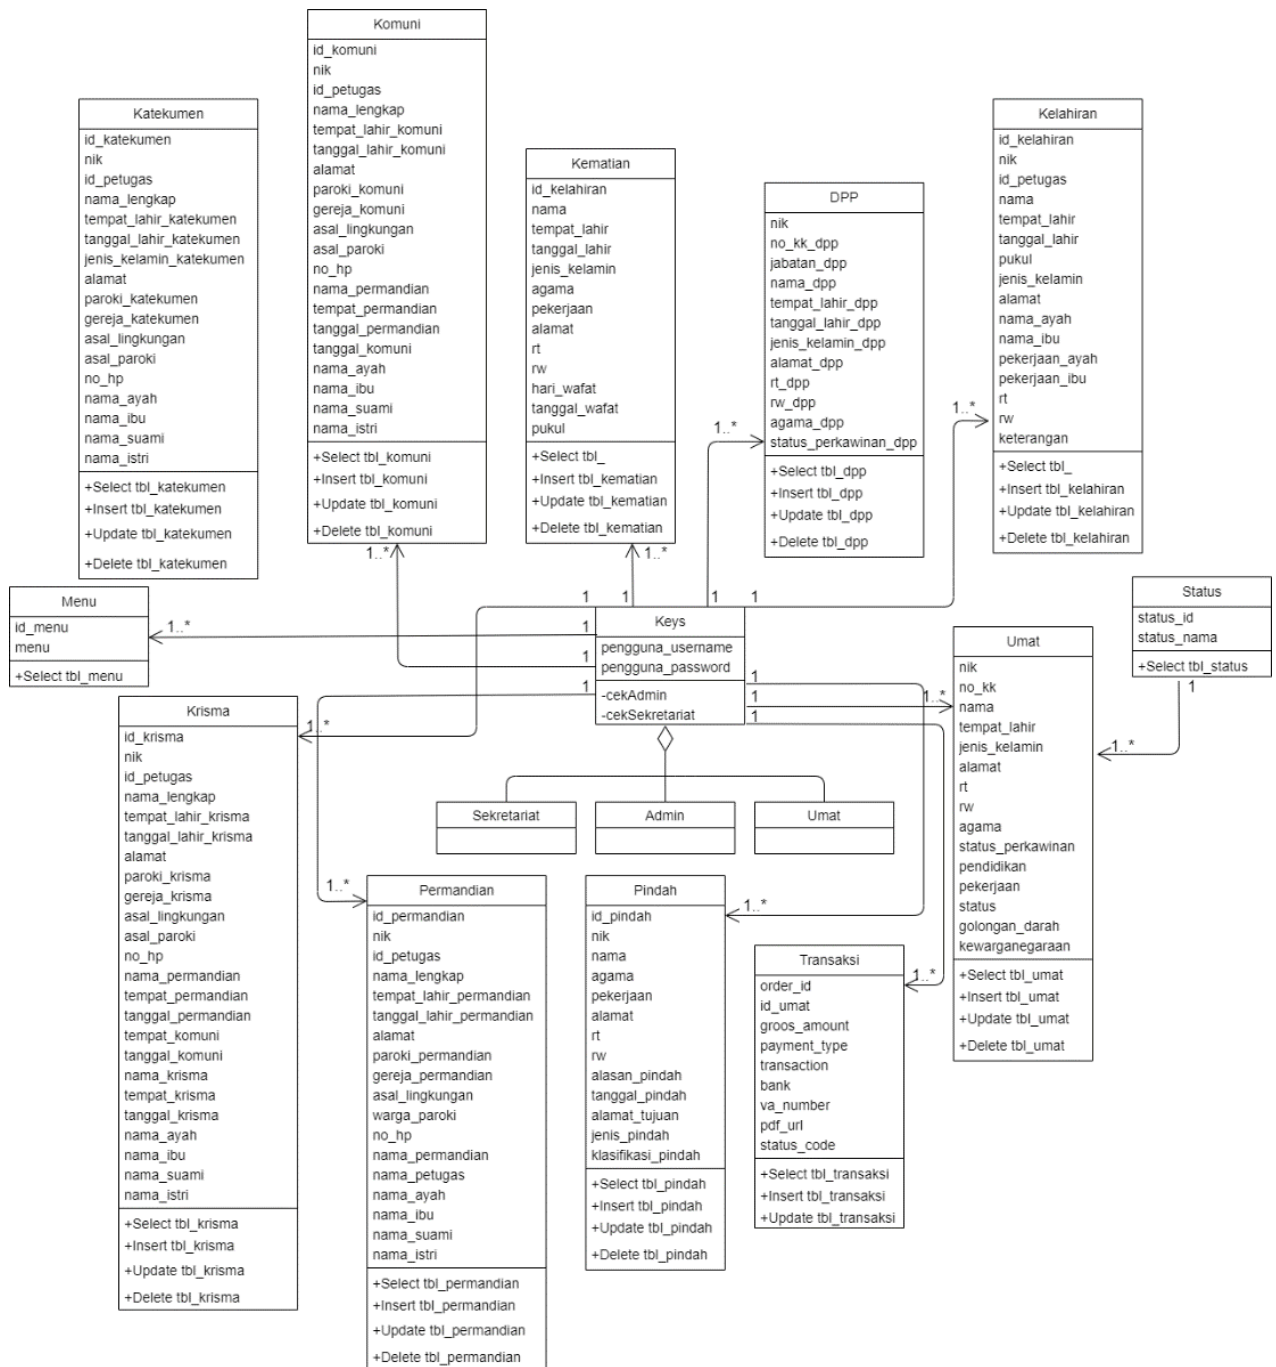 Komuni
id_komuni
nik
id_petugas
nama_lengkap
tempat_lahir_komuni
tanggal_lahir_komuni
alamat
paroki_komuni
gereja_komuni
asal_lingkungan
asal_paroki
no_hp
nama_permandian
tempat_permandian
tanggal_permandian
tanggal_komuni
nama_ayah
nama_ibu
nama_suami
nama_istri
+Select tbl_komuni
+Insert tbl_komuni
+Update tbl_komuni
+Delete tbl_komuni
1..*
Katekumen
id_katekumen
nik
id_petugas
nama_lengkap
tempat_lahir_katekumen
tanggal_lahir_katekumen
jenis_kelamin_katekumen
alamat
paroki_katekumen
gereja_katekumen
asal_lingkungan
asal_paroki
no_hp
nama_ayah
nama_ibu
nama_suami
nama_istri
+Select tbl_katekumen
+Insert tbl_katekumen
+Update tbl_katekumen
+Delete tbl_katekumen
Kematian
id_kelahiran
nama
tempat_lahir
tanggal_lahir
jenis_kelamin
agama
pekerjaan
alamat
rt
rw
hari_wafat
tanggal_wafat
pukul
+Select tbl_
+Insert tbl_kematian
+Update tbl_kematian
+Delete tbl_kematian
1..*
DPP
nik
no_kk_dpp
jabatan_dpp
nama_dpp
tempat_lahir_dpp
tanggal_lahir_dpp
jenis_kelamin_dpp
alamat_dpp
rt_dpp
rw_dpp
agama_dpp
status_perkawinan_dpp
+Select tbl_dpp
+Insert tbl_dpp
+Update tbl_dpp
+Delete tbl_dpp
1..*
Kelahiran
id_kelahiran
nik
id_petugas
nama
tempat_lahir
tanggal_lahir
pukul
jenis_kelamin
alamat
nama_ayah
nama_ibu
pekerjaan_ayah
pekerjaan_ibu
rt
rw
keterangan
+Select tbl_
+Insert tbl_kelahiran
+Update tbl_kelahiran
+Delete tbl_kelahiran
1..*
Menu
id_menu
menu
+Select tbl_menu
1..*
1
1
1
1
1
1
1
Keys
pengguna_username
pengguna_password
-cekAdmin
-cekSekretariat
1
1
1
Sekretariat
Admin
Umat
Status
status_id
status_nama
+Select tbl_status
1
1..*
Umat
nik
no_kk
nama
tempat_lahir
jenis_kelamin
alamat
rt
rw
agama
status_perkawinan
pendidikan
pekerjaan
status
golongan_darah
kewarganegaraan
+Select tbl_umat
+Insert tbl_umat
+Update tbl_umat
+Delete tbl_umat
1..*
Krisma
id_krisma
nik
id_petugas
nama_lengkap
tempat_lahir_krisma
tanggal_lahir_krisma
alamat
paroki_krisma
gereja_krisma
asal_lingkungan
asal_paroki
no_hp
nama_permandian
tempat_permandian
tanggal_permandian
tempat_komuni
tanggal_komuni
nama_krisma
tempat_krisma
tanggal_krisma
nama_ayah
nama_ibu
nama_suami
nama_istri
+Select tbl_krisma
+Insert tbl_krisma
+Update tbl_krisma
+Delete tbl_krisma
1..*
Permandian
id_permandian
nik
id_petugas
nama_lengkap
tempat_lahir_permandian
tanggal_lahir_permandian
alamat
paroki_permandian
gereja_permandian
asal_lingkungan
warga_paroki
no_hp
nama_permandian
nama_petugas
nama_ayah
nama_ibu
nama_suami
nama_istri
+Select tbl_permandian
+Insert tbl_permandian
+Update tbl_permandian
+Delete tbl_permandian
1..*
Pindah
id_pindah
nik
nama
agama
pekerjaan
alamat
rt
rw
alasan_pindah
tanggal_pindah
alamat_tujuan
jenis_pindah
klasifikasi_pindah
+Select tbl_pindah
+Insert tbl_pindah
+Update tbl_pindah
+Delete tbl_pindah
1..*
Transaksi
order_id
id_umat
groos_amount
payment_type
transaction
bank
va_number
pdf_url
status_code
+Select tbl_transaksi
+Insert tbl_transaksi
+Update tbl_transaksi
1..*